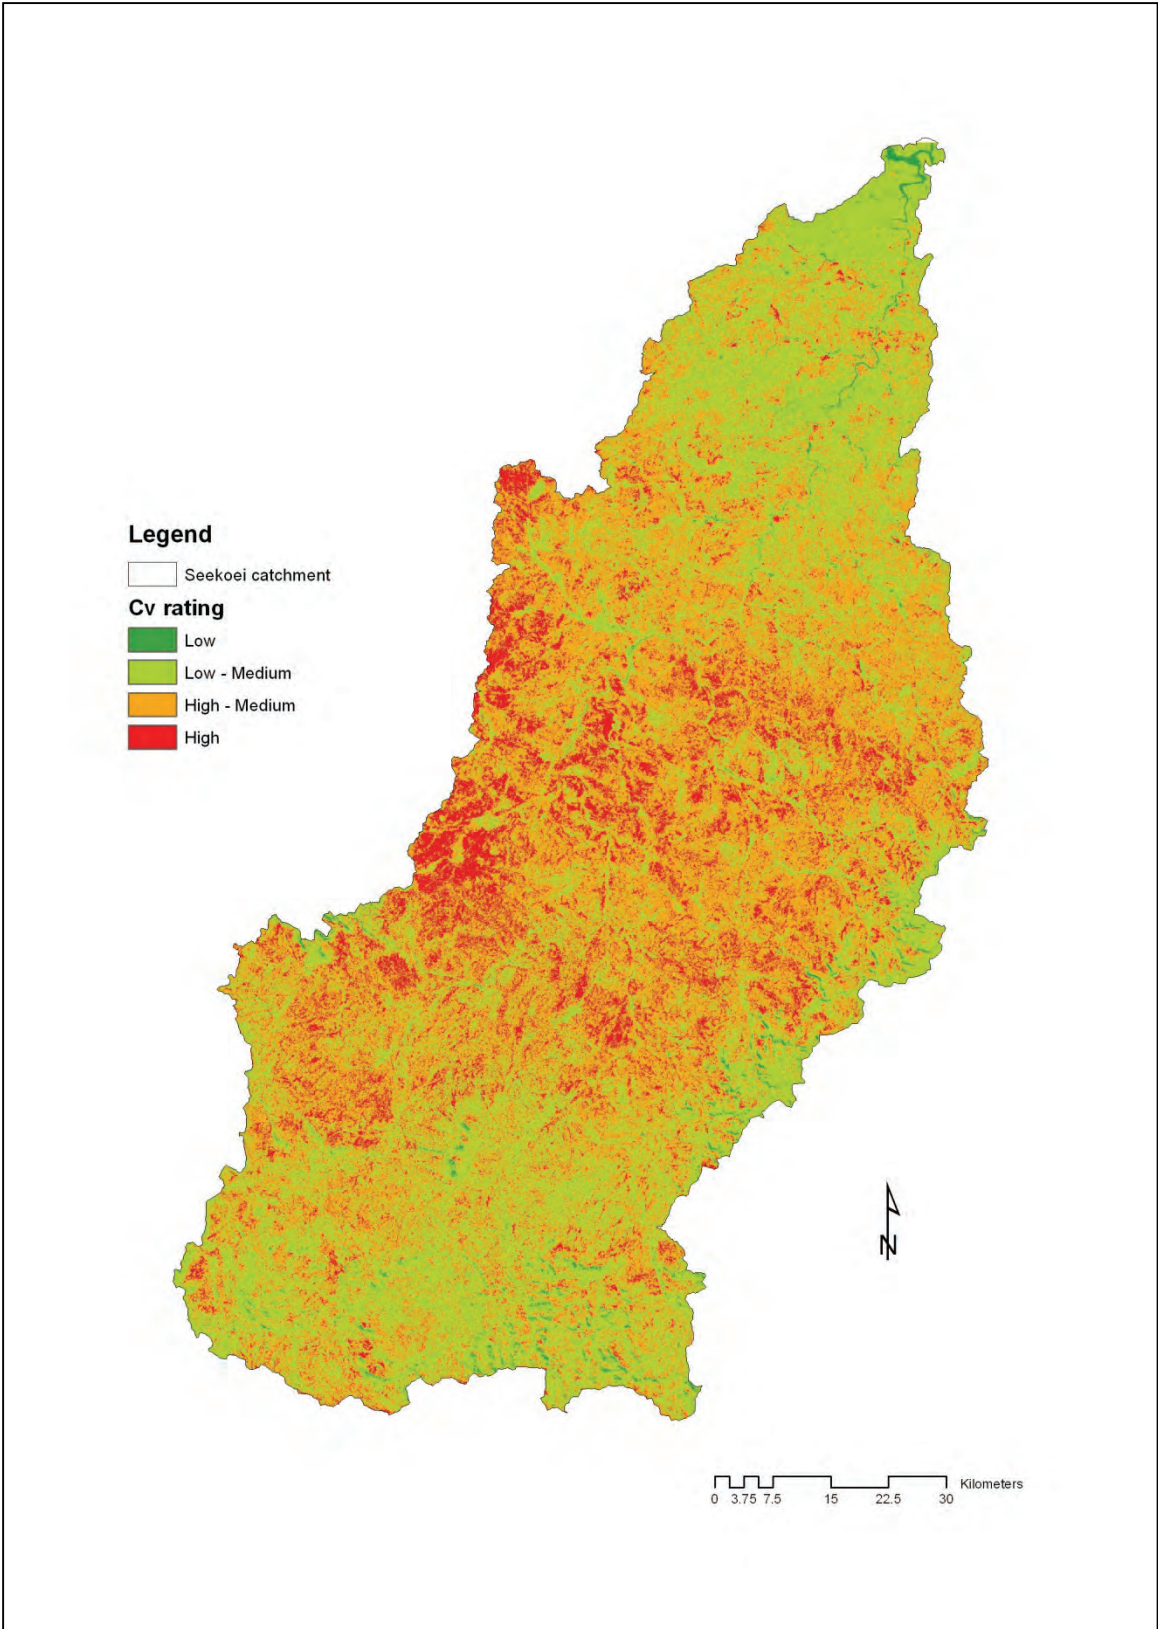 Legend
Seekoei catchment
Cv rating
Low
Low - Medium
High - Medium
High
N
Kilometers
0 3.75 7.5 15 22.5 30